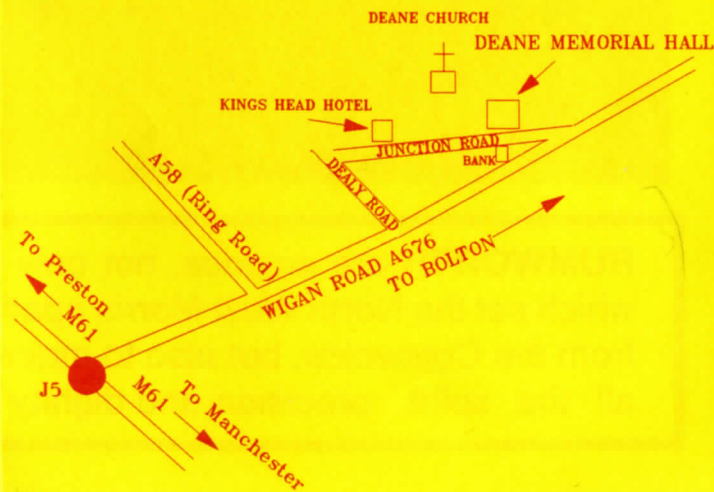 DEANE CHURCH
DEANE MEMORIAL HALL
KINGS HEAD HOTEL
JUNCTION ROAD
BANK
DEALY ROAD
A58 (Ring Road)
WIGAN ROAD A676
TO BOLTON
To Preston
M61
J5
M61
To Manchester